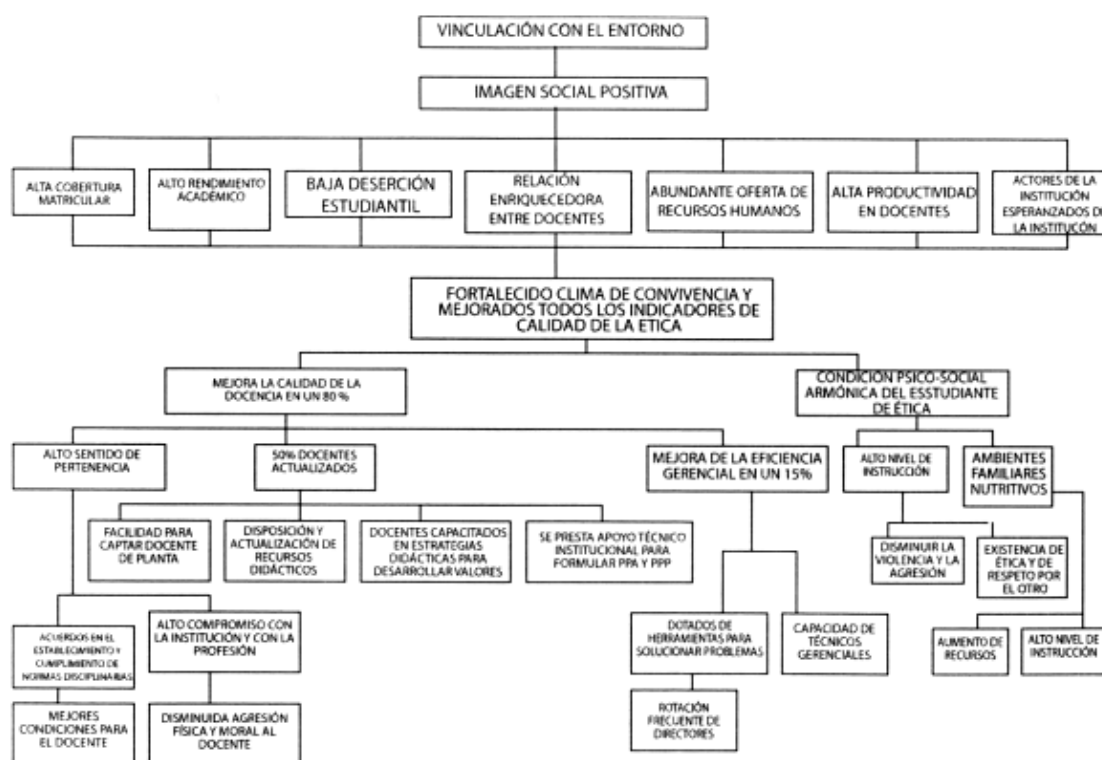 VINCULACIÓN CON EL ENTORNO
IMAGEN SOCIAL POSITIVA
ALTA COBERTURA
MATRICULAR
ALTO RENDIMIENTO
ACADÉMICO
BAJA DESERCIÓN
ESTUDIANTIL
RELACIÓN
ENRIQUECEDORA
ENTRE DOCENTES
ABUNDANTE OFERTA DE
RECURSOS HUMANOS
ALTA PRODUCTIVIDAD
EN DOCENTES
ACTORES DE LA
INSTITUCIÓN
ESPERANZADOS DE
LA INSTITUCÓN
FORTALECIDO CLIMA DE CONVIVENCIA Y
MEJORADOS TODOS LOS INDICADORES DE
CALIDAD DE LA ETICA
MEJORA LA CALIDAD DE LA
DOCENCIA EN UN 80 %
CONDICION PSICO-SOCIAL
ARMÓNICA DEL ESSTUDIANTE
DE ÉTICA
ALTO SENTIDO DE
PERTENENCIA
50% DOCENTES
ACTUALIZADOS
MEJORA DE LA EFICIENCIA
GERENCIAL EN UN 15%
ALTO NIVEL DE
INSTRUCCIÓN
AMBIENTES
FAMILIARES
NUTRITIVOS
FACILIDAD PARA
CAPTAR DOCENTE
DE PLANTA
DISPOSICIÓN Y
ACTUALIZACIÓN DE
RECURSOS
DIDÁCTICOS
DOCENTES CAPACITADOS
EN ESTRATEGIAS
DIDÁCTICAS PARA
DESARROLLAR VALORES
SE PRESTA APOYO TÉCNICO
INSTITUCIONAL PARA
FORMULAR PPA Y PPP
DISMINUIR LA
VIOLENCIA Y LA
AGRESIÓN
EXISTENCIA DE
ÉTICA Y DE
RESPETO POR
EL OTRO
ACUERDOS EN EL
ESTABLECIMIENTO Y
CUMPLIMIENTO DE
NORMAS DISCIPLINARIAS
ALTO COMPROMISO CON
LA INSTITUCIÓN Y CON LA
PROFESIÓN
DOTADOS DE
HERRAMIENTAS PARA
SOLUCIONAR PROBLEMAS
CAPACIDAD DE
TÉCNICOS
GERENCIALES
AUMENTO DE
RECURSOS
ALTO NIVEL DE
INSTRUCCIÓN
MEJORES
CONDICIONES PARA
EL DOCENTE
DISMINUIDA AGRESIÓN
FÍSICA Y MORAL AL
DOCENTE
ROTACIÓN
FRECUENTE DE
DIRECTORES